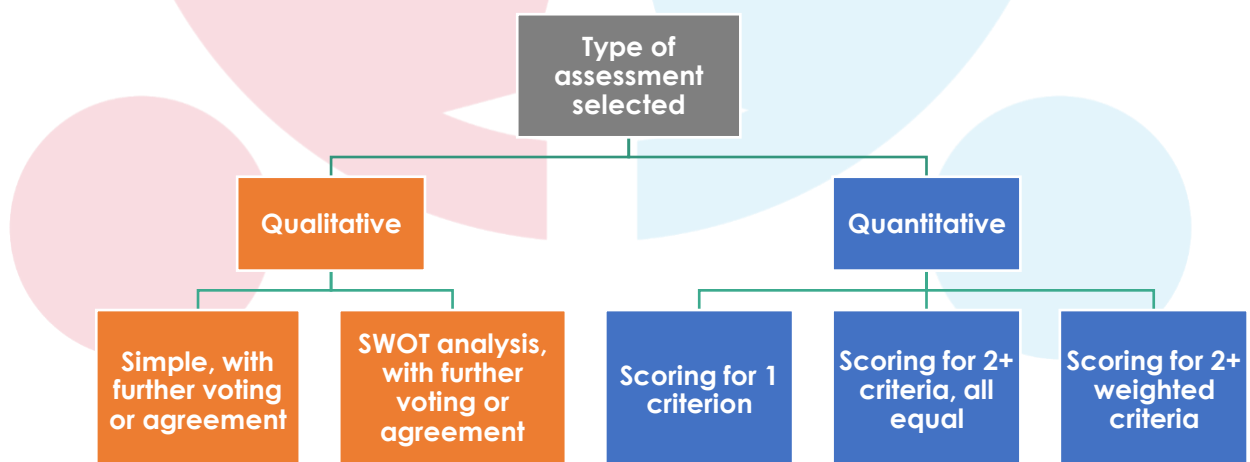 Type of
assessment
selected
Qualitative
Quantitative
Simple, with
further voting
or agreement
SWOT analysis,
with further
voting or
agreement
Scoring for 1
criterion
Scoring for 2+
criteria, all
equal
Scoring for 2+
weighted
criteria